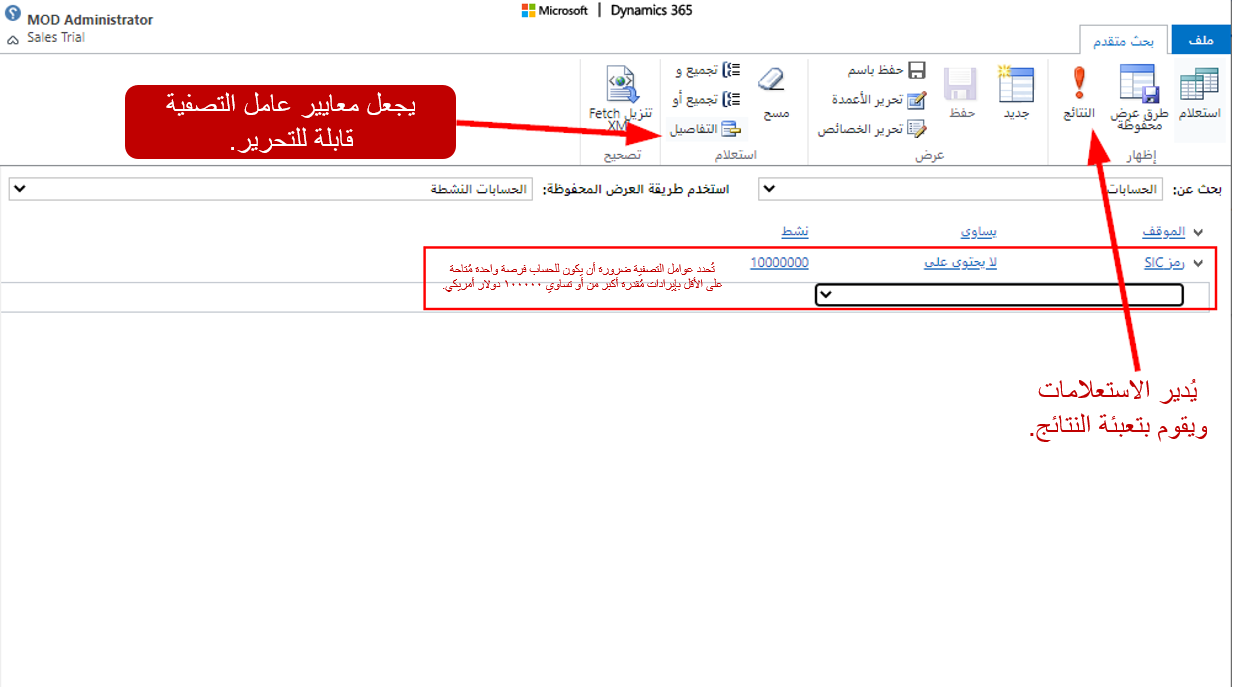 MOD Administrator
Sales Trial
Microsoft | Dynamics 365
ملف
بحث متقدم
استعلام
طرق عرض
محفوظة
النتائج
إظهار
جديد
حفظ
حفظ باسم
تحرير الأعمدة
تحرير الخصائص
عرض
مسح
تجميع و
تجميع أو
التفاصيل
استعلام
تنزيل Fetch
XML
تصحيح
يجعل معايير عامل التصفية
قابلة للتحرير.
بحث عن:
الحسابات
استخدم طريقة العرض المحفوظة:
الحسابات النشطة
الموقف
يساوي
نشط
رمز SIC
لا يحتوي على
10000000
تُحدد عوامل التصفية ضرورة أن يكون للحساب فرصة واحدة مُتاحة
على الأقل بإيرادات مُقدرة أكبر من أو تساوي ١٠٠٠٠٠ دولار أمريكي.
يُدير الاستعلامات
ويقوم بتعبئة النتائج.